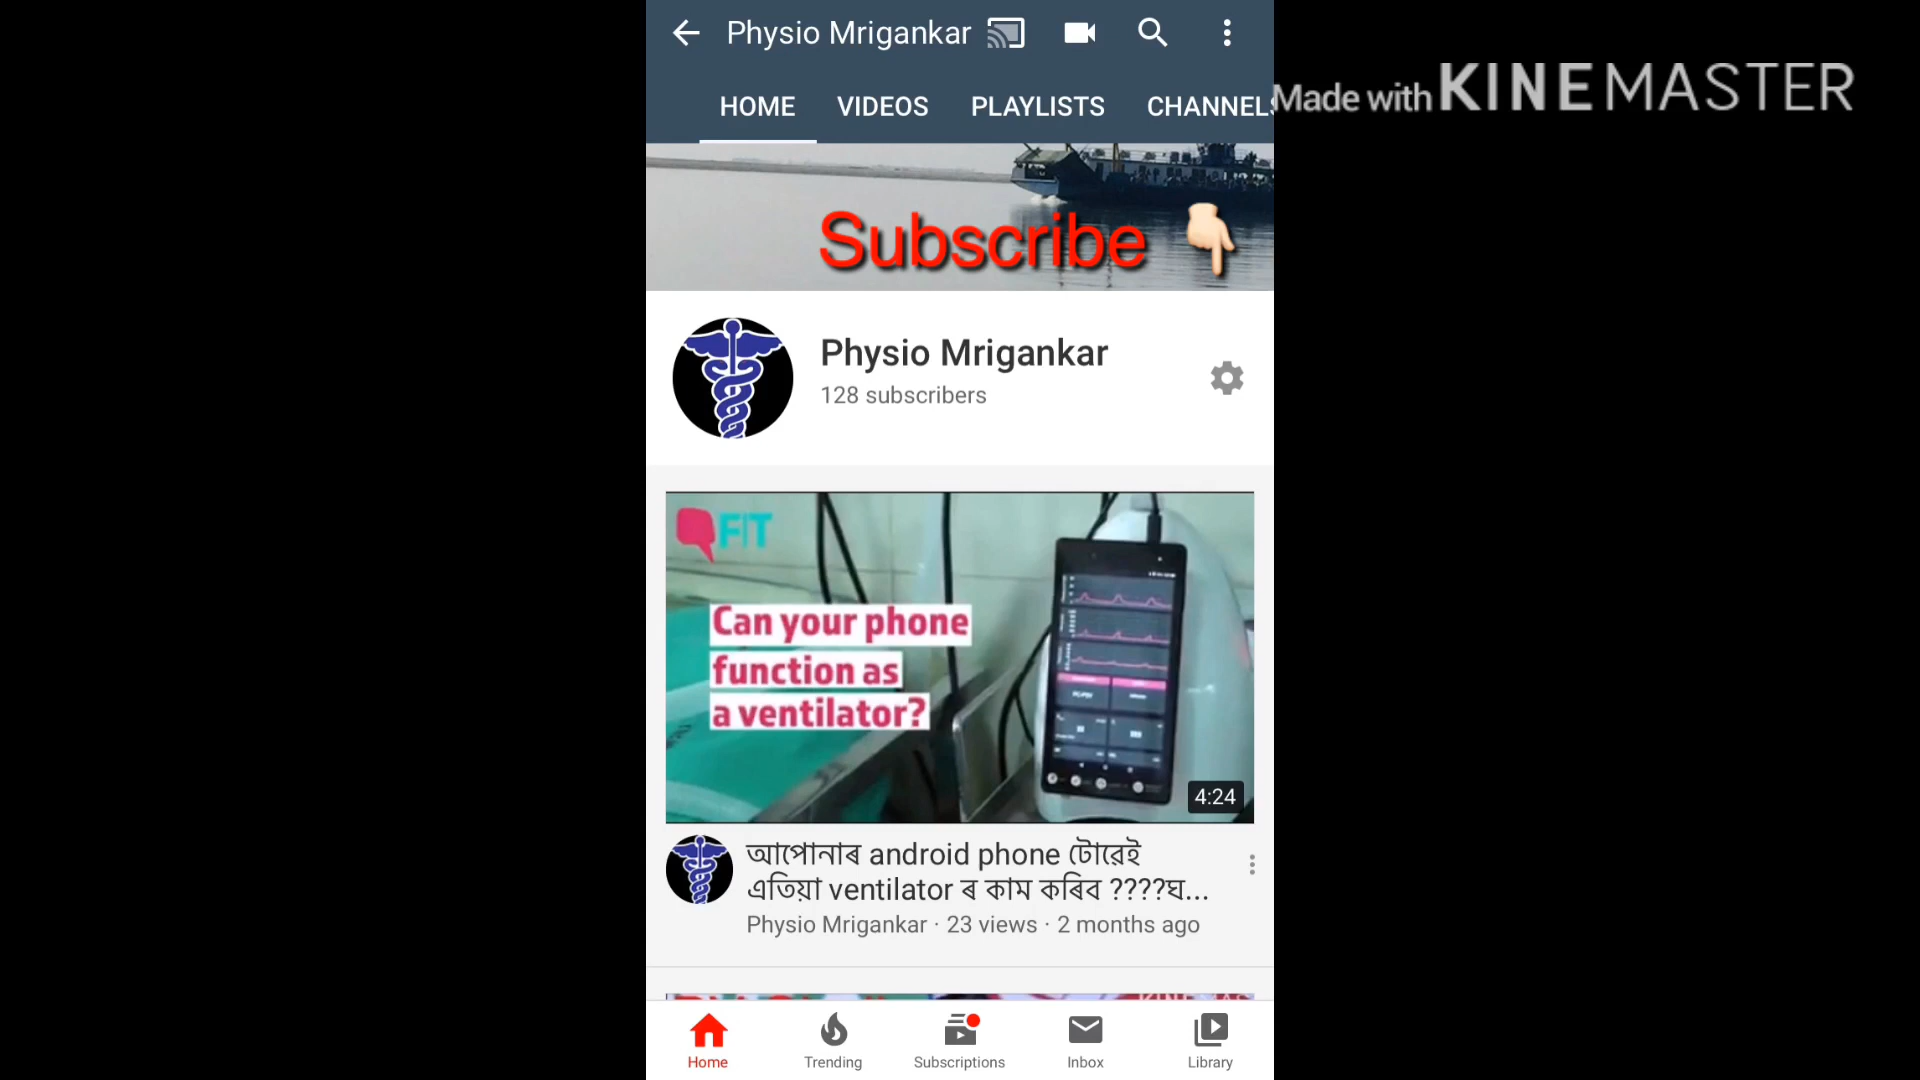 Physio Mrigankar
HOME VIDEOS PLAYLISTS CHANNELS
Made with KINEMASTER
Subscribe
Physio Mrigankar
128 subscribers
FIT
Can your phone
function as
a ventilator?
4:24
আপোনাৰ android phone টোৱেই
এতিয়া ventilator ৰ কাম কৰিব ????ঘ...
Physio Mrigankar · 23 views · 2 months ago
Home Trending Subscriptions Inbox Library